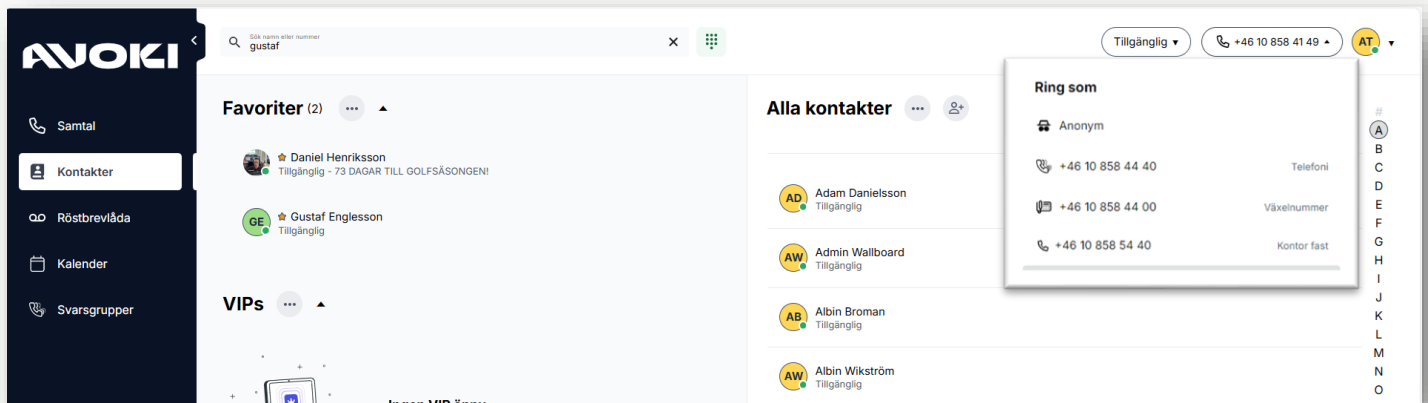 AVOKI
Samtal
Kontakter
Röstbrevlåda
Kalender
Svarsgrupper
Sök namn eller nummer
gustaf
Tillgänglig
+46 10 858 41 49
AT
Favoriter (2)
Daniel Henriksson
Tillgänglig - 73 DAGAR TILL GOLFSÄSONGEN!
GE
Gustaf Englesson
Tillgänglig
VIPs
Alla kontakter
AD
Adam Danielsson
Tillgänglig
AW
Admin Wallboard
Tillgänglig
AB
Albin Broman
Tillgänglig
AW
Albin Wikström
Tillgänglig
Ring som
Anonym
+46 10 858 44 40 Telefoni
+46 10 858 44 00 Växelnummer
+46 10 858 54 40 Kontor fast
#
A
B
C
D
E
F
G
H
I
J
K
L
M
N
O